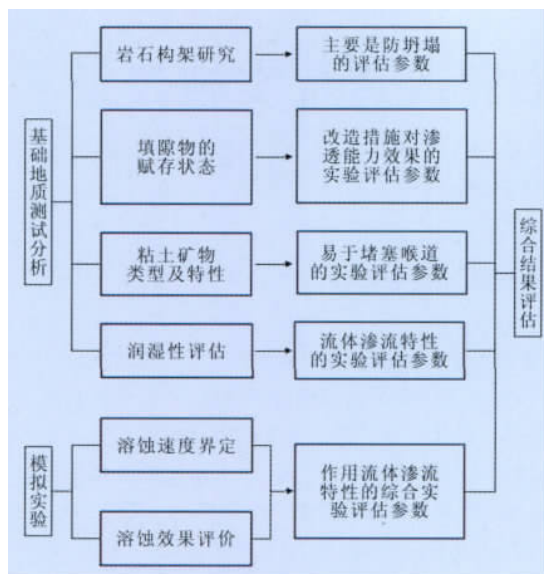 基础地质测试分析
岩石构架研究
主要是防坍塌
的评估参数
填隙物的
赋存状态
改造措施对渗
透能力效果的
实验评估参数
粘土矿物
类型及特性
易于堵塞喉道
的实验评估参数
润湿性评估
流体渗流特性
的实验评估参数
模拟实验
溶蚀速度界定
溶蚀效果评价
作用流体渗流
特性的综合实
验评估参数
综合结果评估